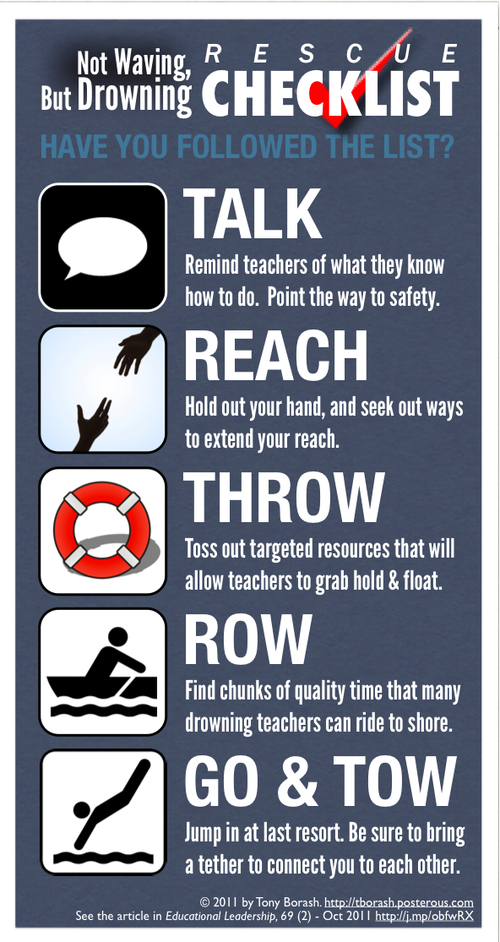 Not Waving,
But Drowning
RESCUE
CHECKLIST
HAVE YOU FOLLOWED THE LIST?
TALK
Remind teachers of what they know
how to do. Point the way to safety.
REACH
Hold out your hand, and seek out ways
to extend your reach.
THROW
Toss out targeted resources that will
allow teachers to grab hold & float.
ROW
Find chunks of quality time that many
drowning teachers can ride to shore.
GO & TOW
Jump in at last resort. Be sure to bring
a tether to connect you to each other.
© 2011 by Tony Borash. http://tborash.posterous.com
See the article in Educational Leadership, 69 (2) - Oct 2011 http://j.mp/obfwRX